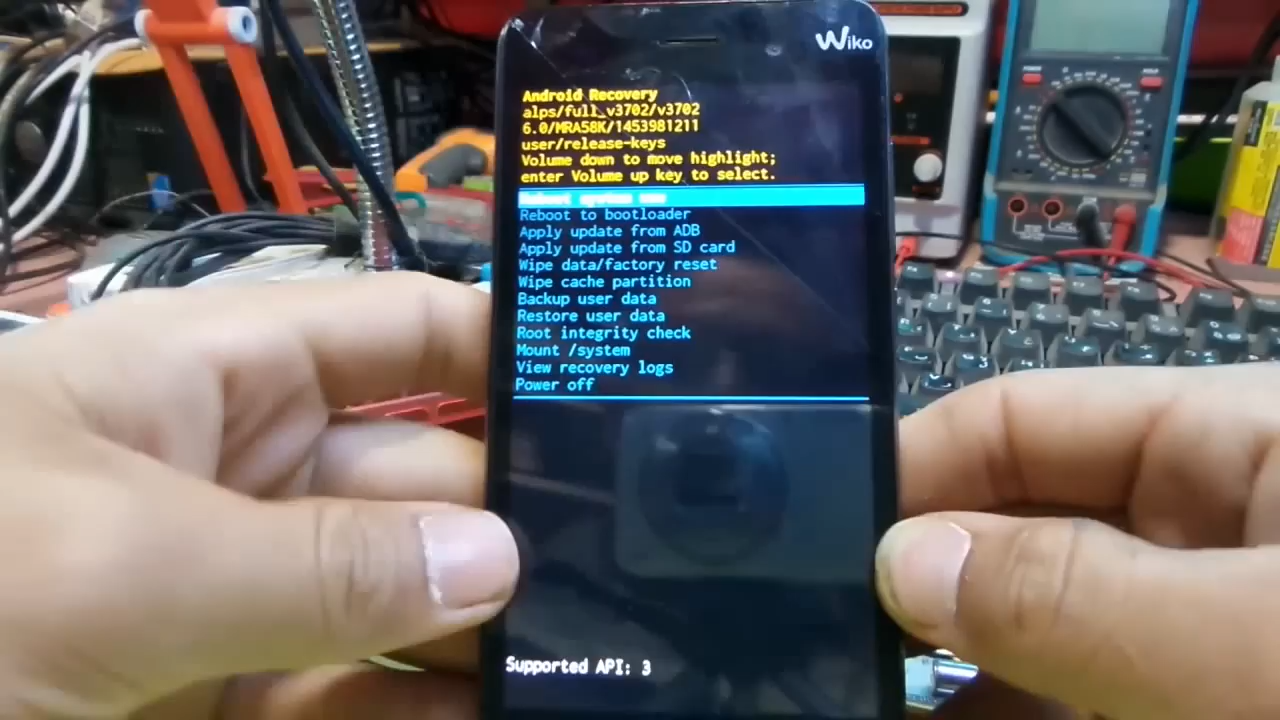 Wiko
Android Recovery
alps/full_v3702/v3702
6.0/MRA58K/1453981211
user/release-keys
Volume down to move highlight;
enter Volume up key to select.
Reboot system now
Reboot to bootloader
Apply update from ADB
Apply update from SD card
Wipe data/factory reset
Wipe cache partition
Backup user data
Restore user data
Root integrity check
Mount /system
View recovery logs
Power off
Supported API: 3